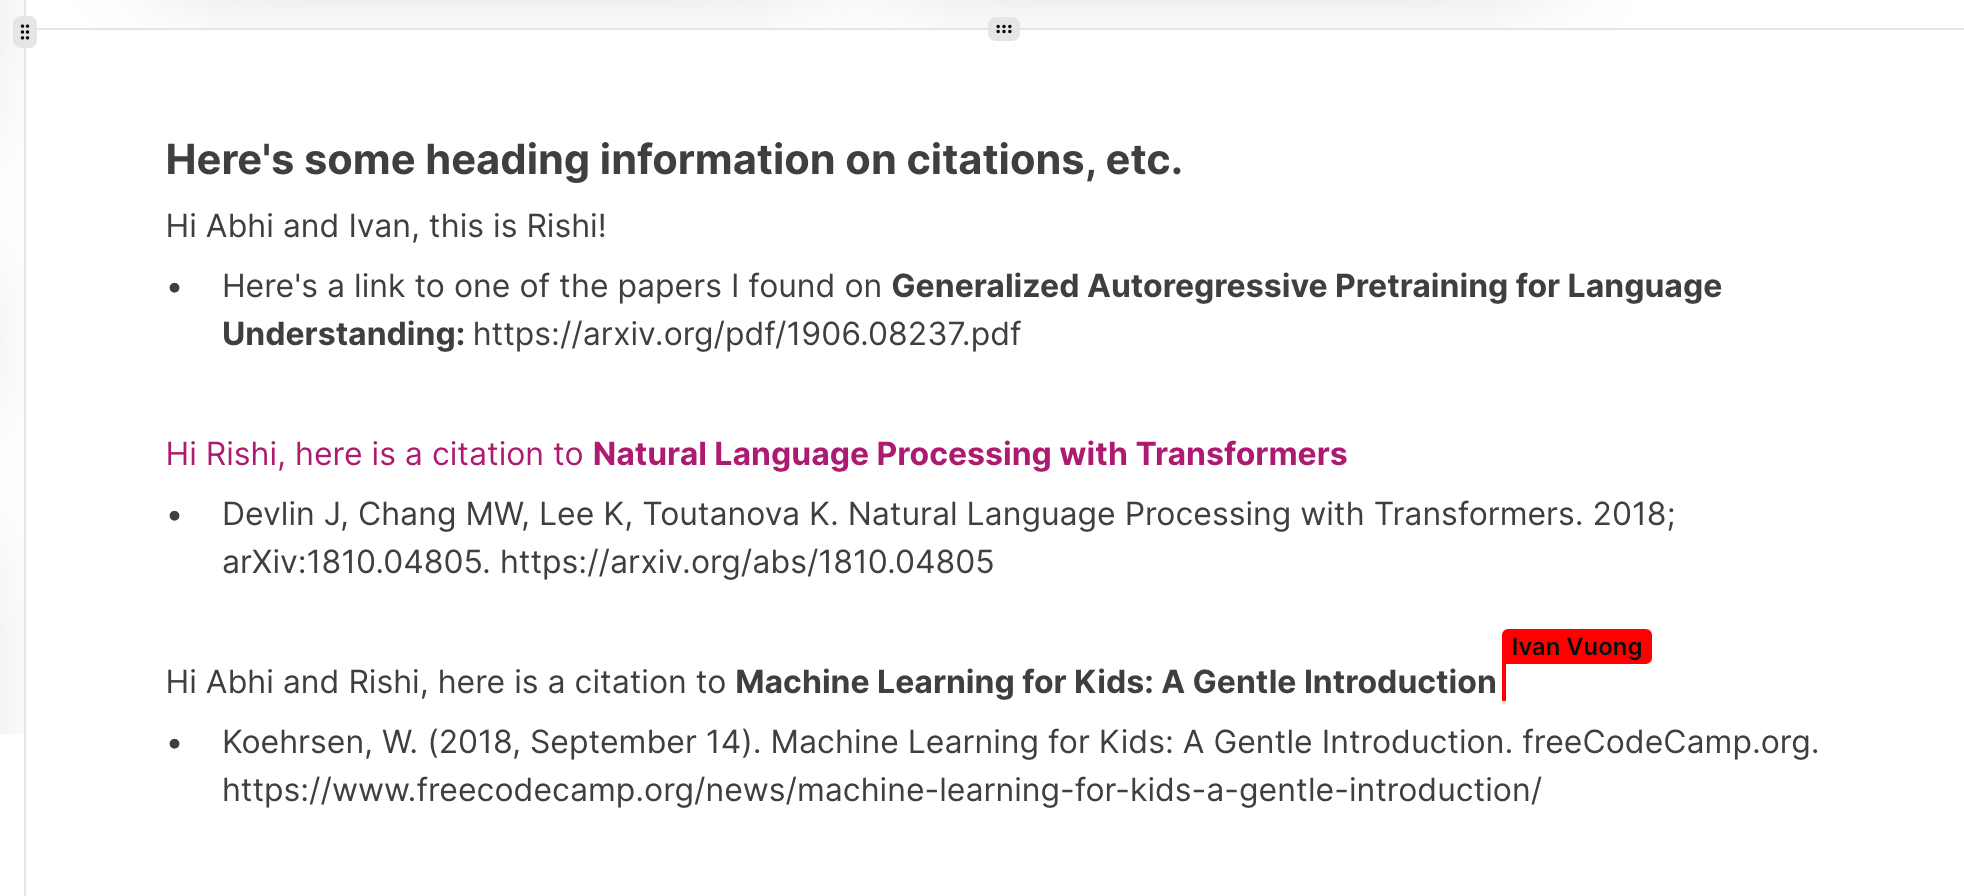 Here's some heading information on citations, etc.
Hi Abhi and Ivan, this is Rishi!
• Here's a link to one of the papers I found on Generalized Autoregressive Pretraining for Language
Understanding: https://arxiv.org/pdf/1906.08237.pdf
Hi Rishi, here is a citation to Natural Language Processing with Transformers
• Devlin J, Chang MW, Lee K, Toutanova K. Natural Language Processing with Transformers. 2018;
arXiv:1810.04805. https://arxiv.org/abs/1810.04805
Ivan Vuong
Hi Abhi and Rishi, here is a citation to Machine Learning for Kids: A Gentle Introduction
• Koehrsen, W. (2018, September 14). Machine Learning for Kids: A Gentle Introduction. freeCodeCamp.org.
https://www.freecodecamp.org/news/machine-learning-for-kids-a-gentle-introduction/